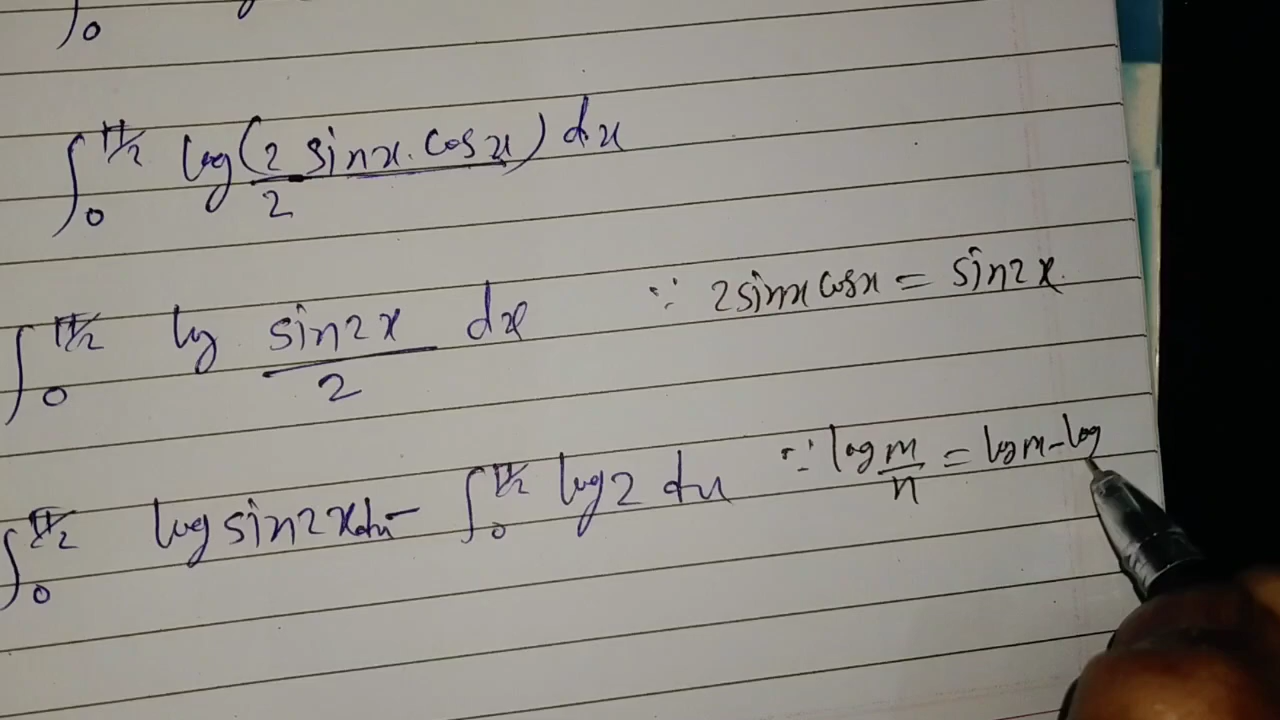 ∫₀
∫₀^π/2 log(2 sinx. cosx / 2) dx
∫₀^π/2 log sin2x / 2 dx ∵ 2sinx cosx = sin2x.
∫₀^π/2 log sin2x dx - ∫₀^π/2 log2 dx ∵ log m/n = log m - log